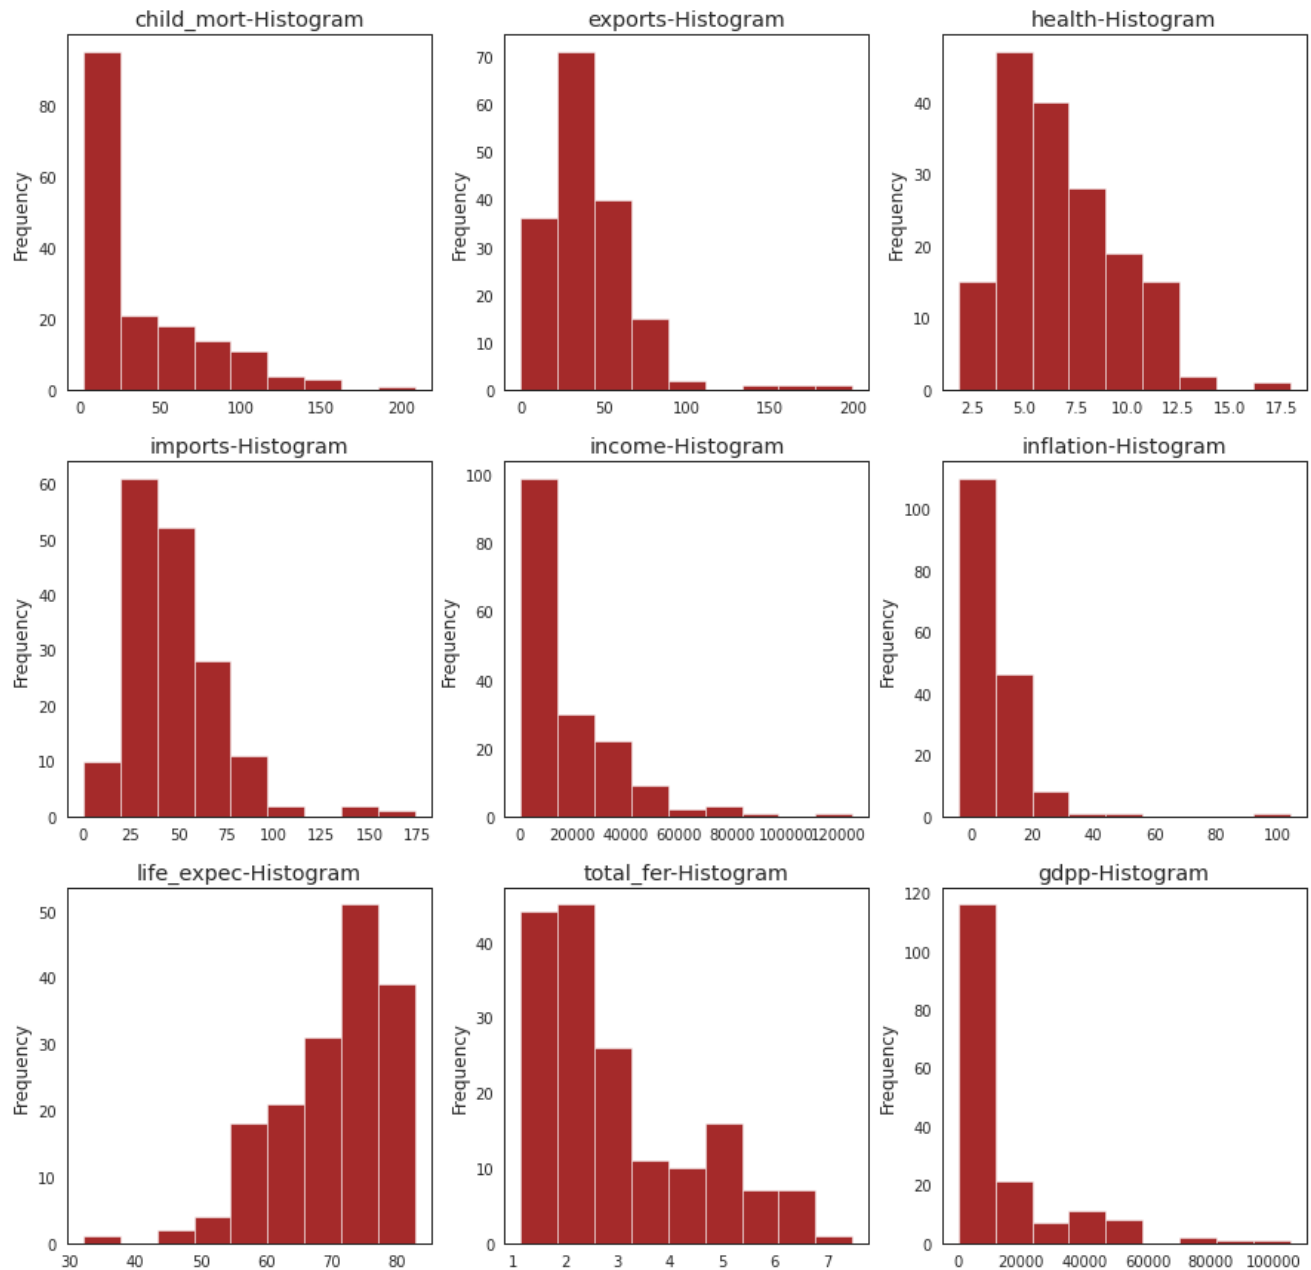 child_mort-Histogram
Frequency
80
60
40
20
0
0 50 100 150 200
exports-Histogram
Frequency
70
60
50
40
30
20
10
0
0 50 100 150 200
health-Histogram
Frequency
40
30
20
10
0
2.5 5.0 7.5 10.0 12.5 15.0 17.5
imports-Histogram
Frequency
60
50
40
30
20
10
0
0 25 50 75 100 125 150 175
income-Histogram
Frequency
100
80
60
40
20
0
0 20000 40000 60000 80000 100000 120000
inflation-Histogram
Frequency
100
80
60
40
20
0
0 20 40 60 80 100
life_expec-Histogram
Frequency
50
40
30
20
10
0
30 40 50 60 70 80
total_fer-Histogram
Frequency
40
30
20
10
0
1 2 3 4 5 6 7
gdpp-Histogram
Frequency
120
100
80
60
40
20
0
0 20000 40000 60000 80000 100000